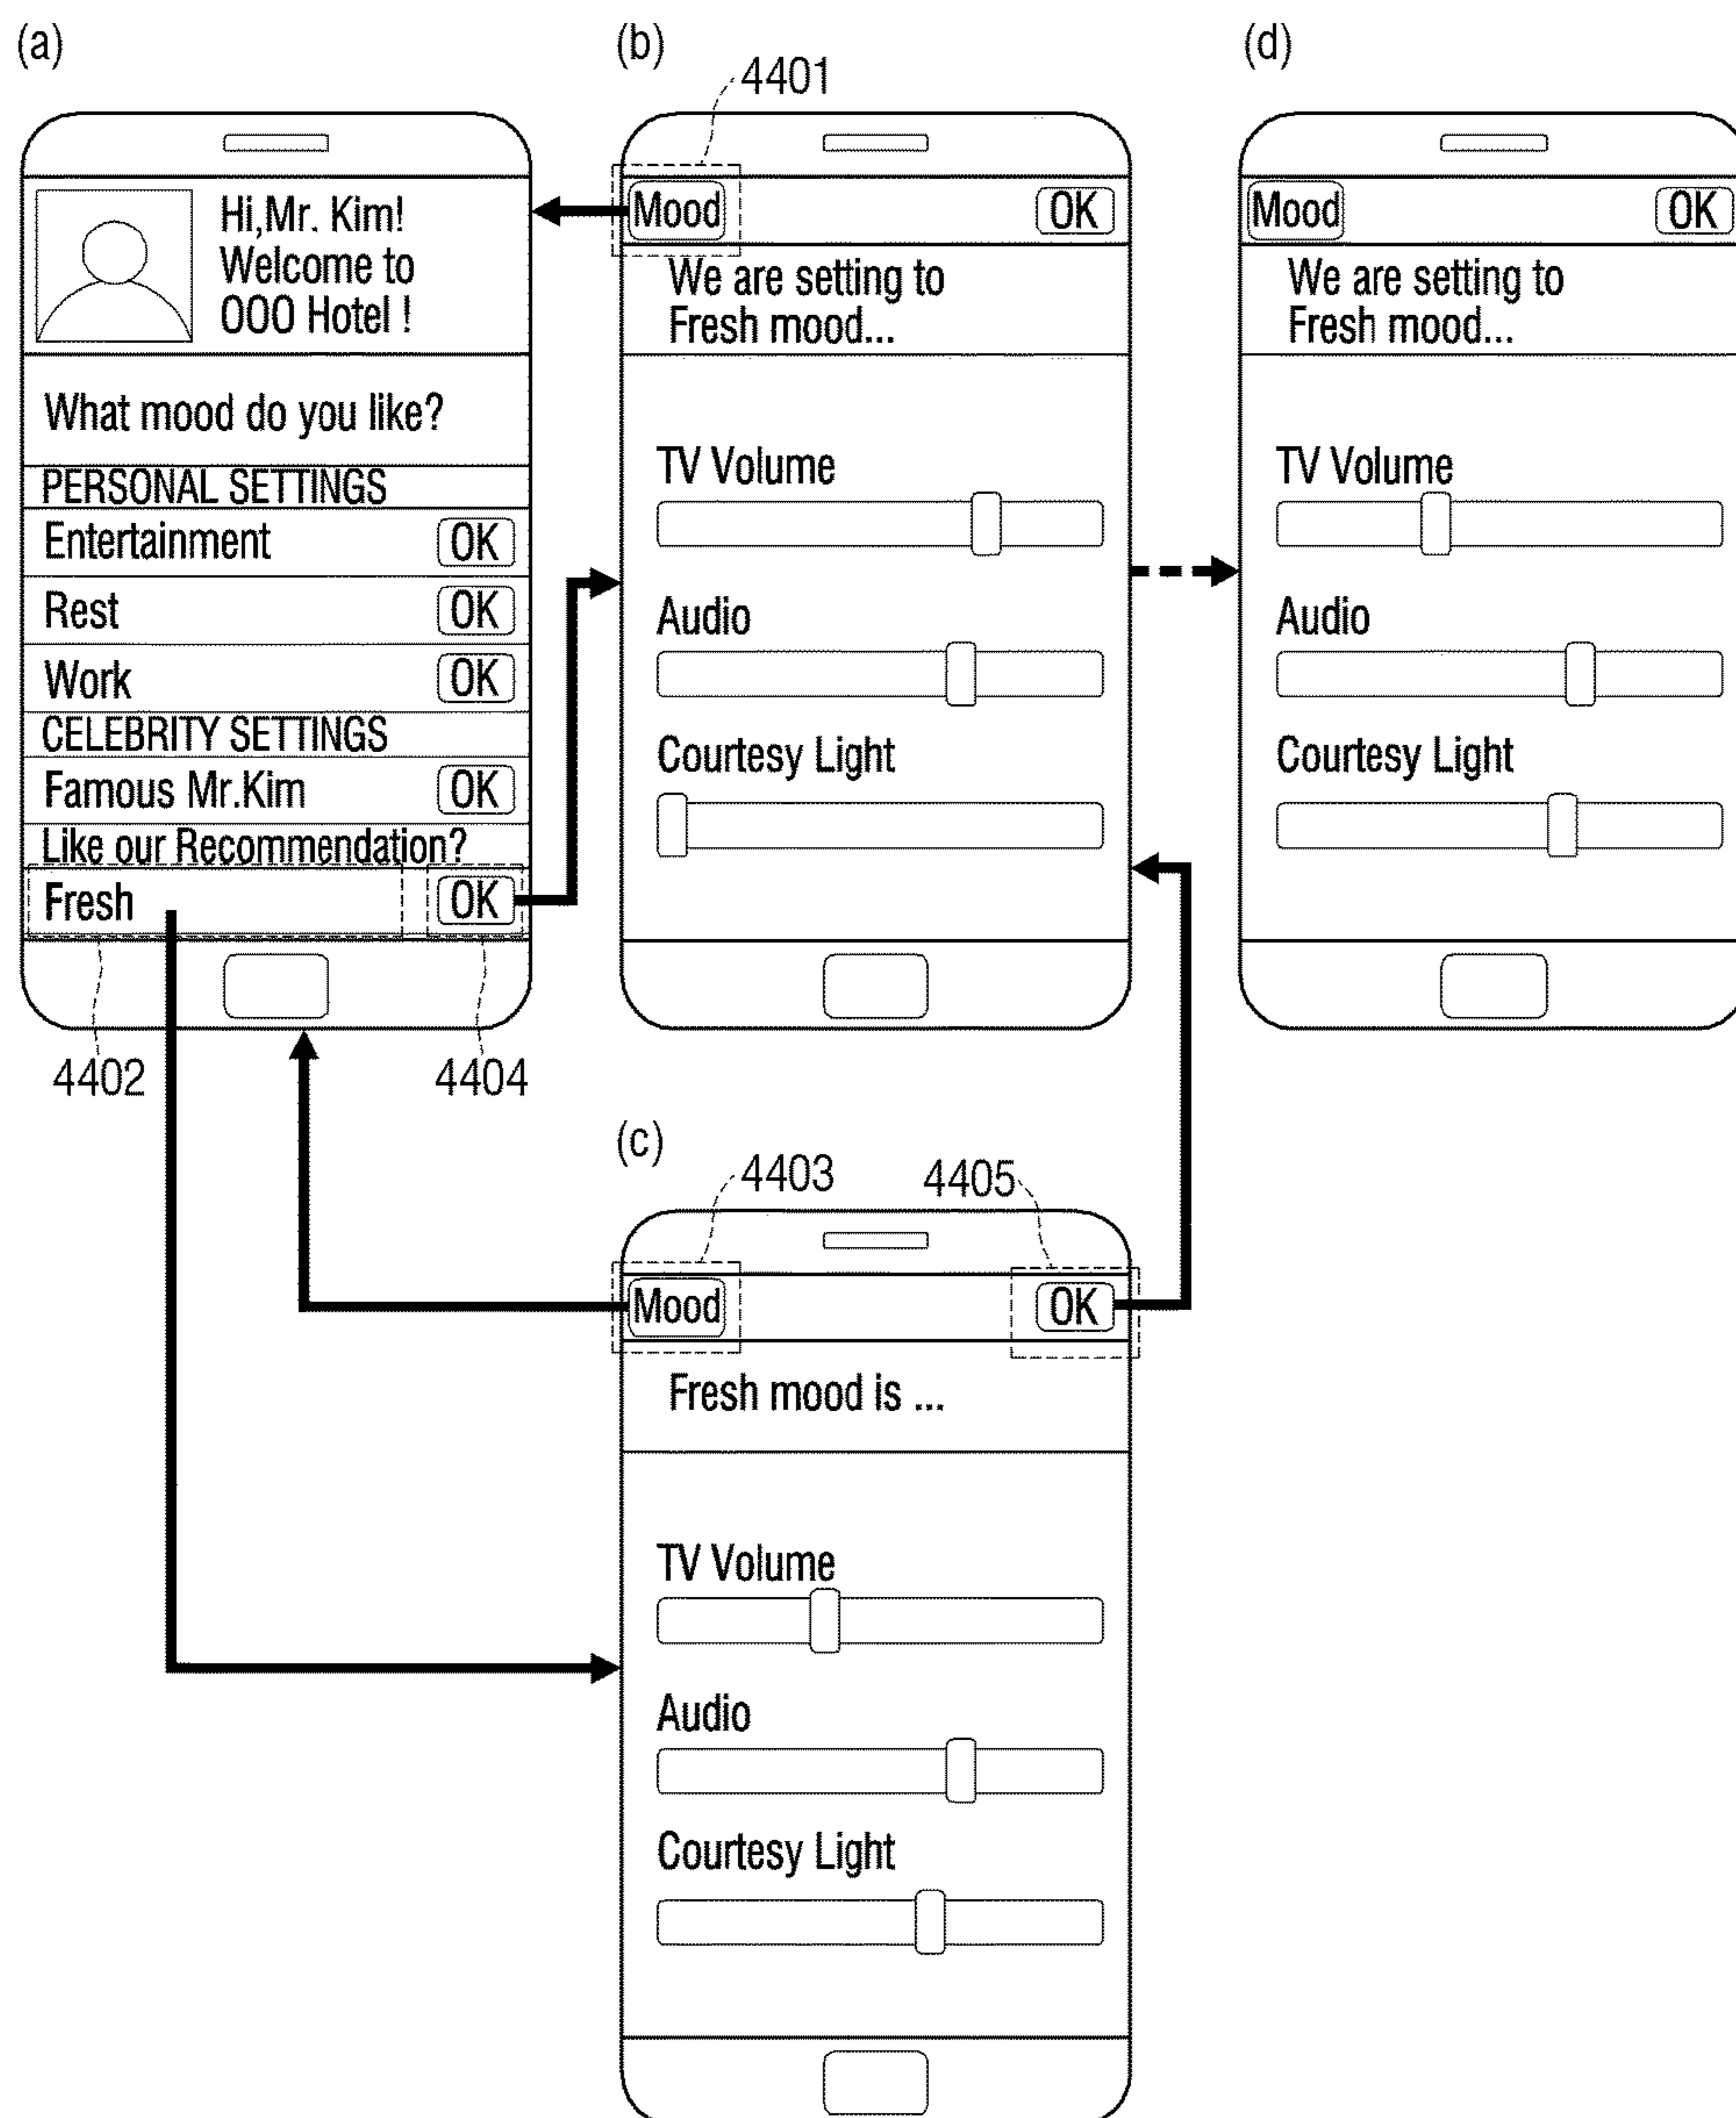 (a)
Hi,Mr. Kim!
Welcome to
OOO Hotel !
What mood do you like?
PERSONAL SETTINGS
Entertainment OK
Rest OK
Work OK
CELEBRITY SETTINGS
Famous Mr.Kim OK
Like our Recommendation?
Fresh OK
4402 4404
(b)
4401
Mood OK
We are setting to
Fresh mood...
TV Volume
Audio
Courtesy Light
(d)
Mood OK
We are setting to
Fresh mood...
TV Volume
Audio
Courtesy Light
(c)
4403 4405
Mood OK
Fresh mood is ...
TV Volume
Audio
Courtesy Light